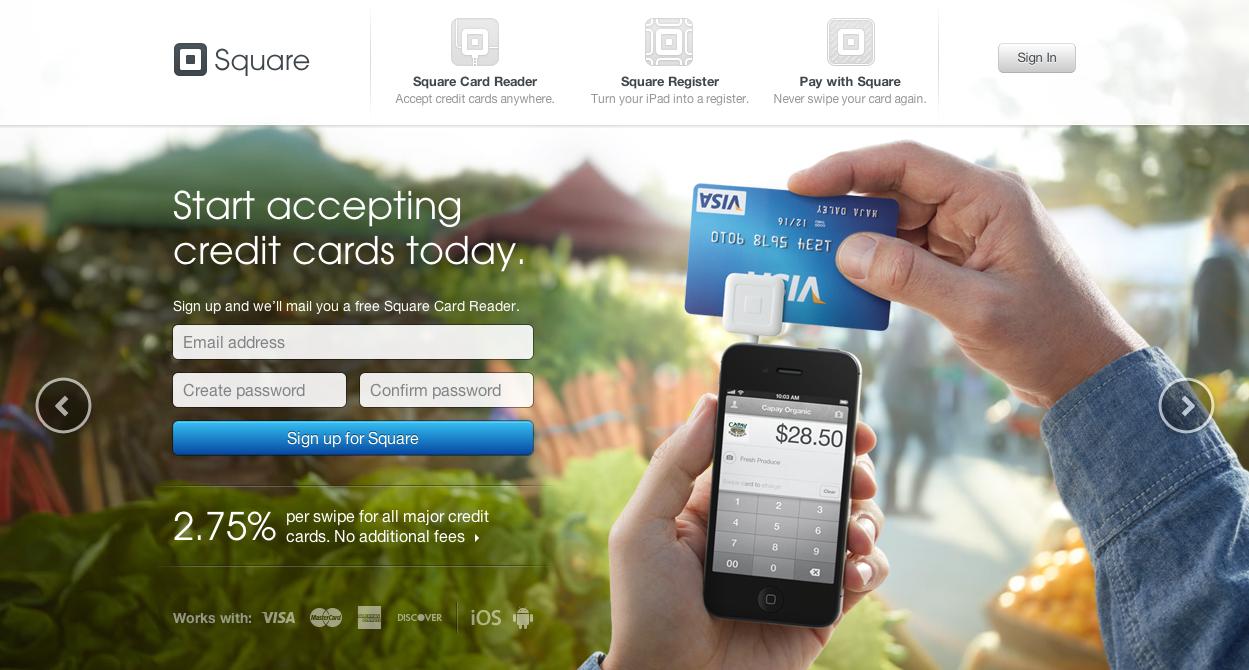 Square
Square Card Reader
Accept credit cards anywhere.
Square Register
Turn your iPad into a register.
Pay with Square
Never swipe your card again.
Sign In
Start accepting
credit cards today.
Sign up and we'll mail you a free Square Card Reader.
Email address
Create password
Confirm password
Sign up for Square
2.75%
per swipe for all major credit
cards. No additional fees
Works with:
VISA
MasterCard
DISCOVER
iOS
VISA
HAJA DALEY
12/16
1234 5678 9010
VISA
10:03 AM
Capay Organic
CAPAY
$28.50
Fresh Produce
Swipe card to charge
Clear
1 2 3
4 5 6
7 8 9
00 0